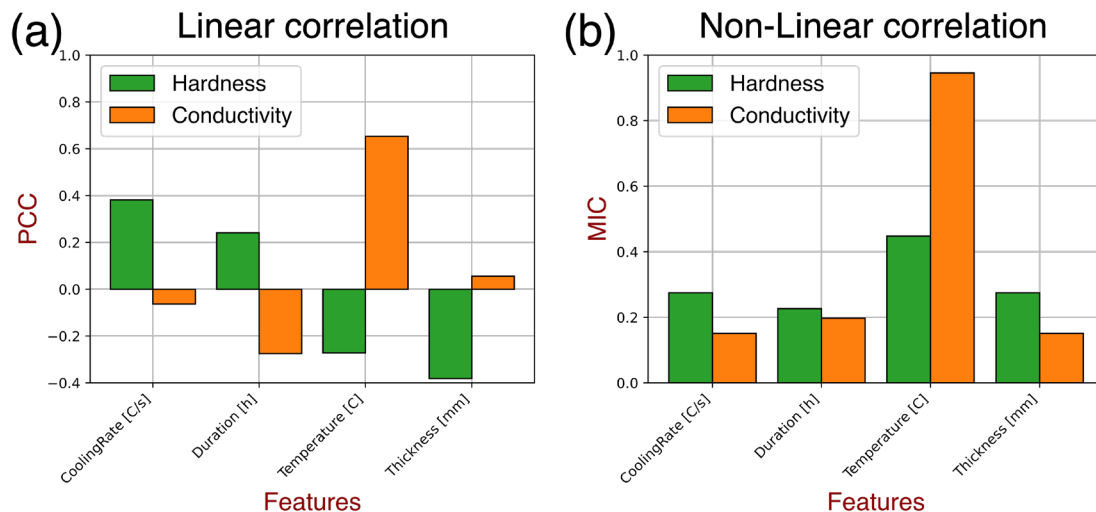 (a)
Linear correlation
Hardness
Conductivity
1.0
0.8
0.6
0.4
0.2
0.0
−0.2
−0.4
PCC
CoolingRate [C/s]
Duration [h]
Temperature [C]
Thickness [mm]
Features
(b)
Non-Linear correlation
Hardness
Conductivity
1.0
0.8
0.6
0.4
0.2
0.0
MIC
CoolingRate [C/s]
Duration [h]
Temperature [C]
Thickness [mm]
Features